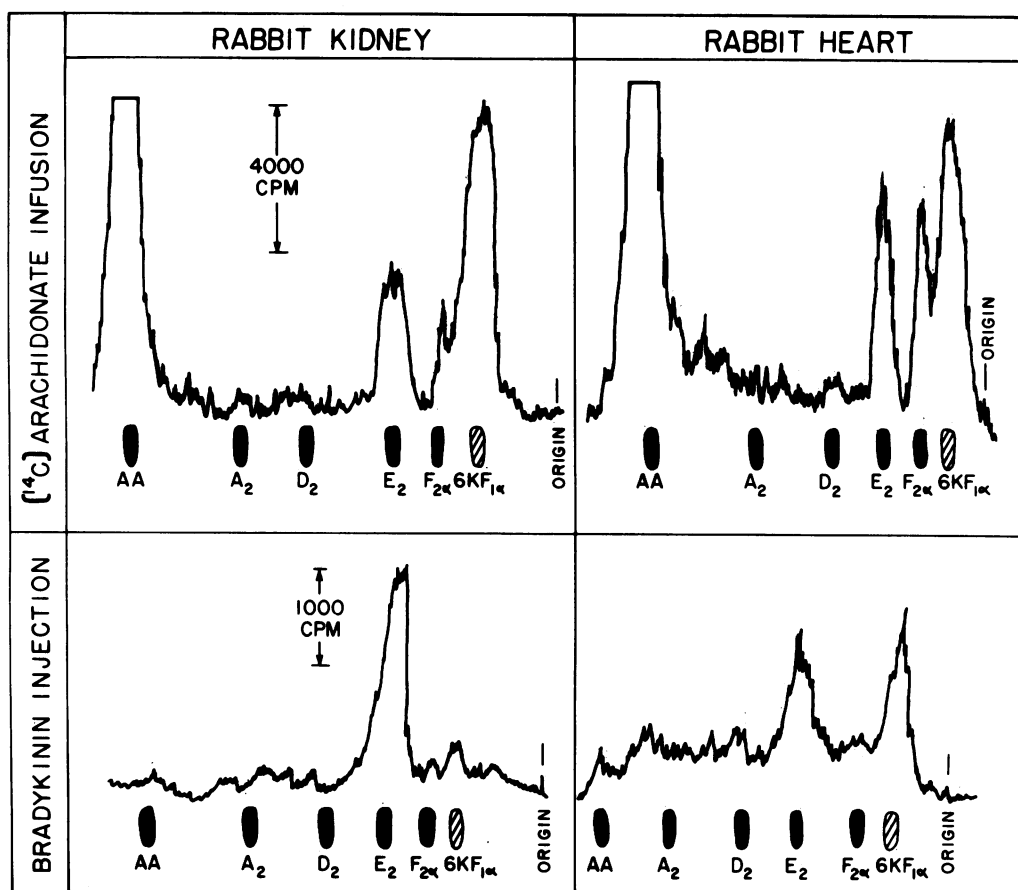 RABBIT KIDNEY
RABBIT HEART
[¹⁴C] ARACHIDONATE INFUSION
4000
CPM
ORIGIN
AA A₂ D₂ E₂ F₂α 6KF₁α
ORIGIN
AA A₂ D₂ E₂ F₂α 6KF₁α
BRADYKININ INJECTION
1000
CPM
ORIGIN
AA A₂ D₂ E₂ F₂α 6KF₁α
ORIGIN
AA A₂ D₂ E₂ F₂α 6KF₁α